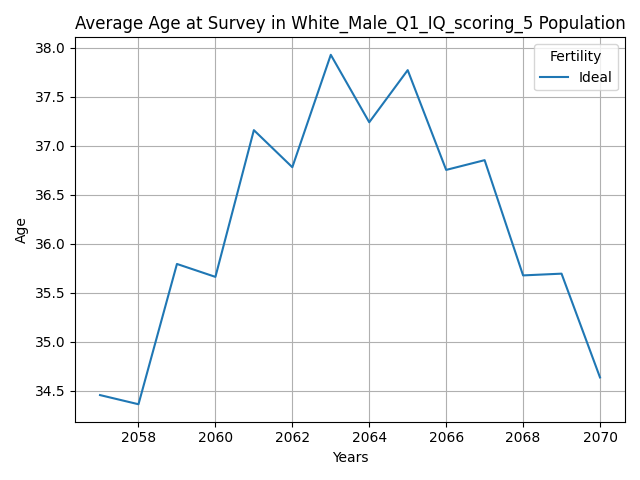 Average Age at Survey in White_Male_Q1_IQ_scoring_5 Population
Fertility
Ideal
38.0
37.5
37.0
36.5
36.0
35.5
35.0
34.5
Age
2058 2060 2062 2064 2066 2068 2070
Years